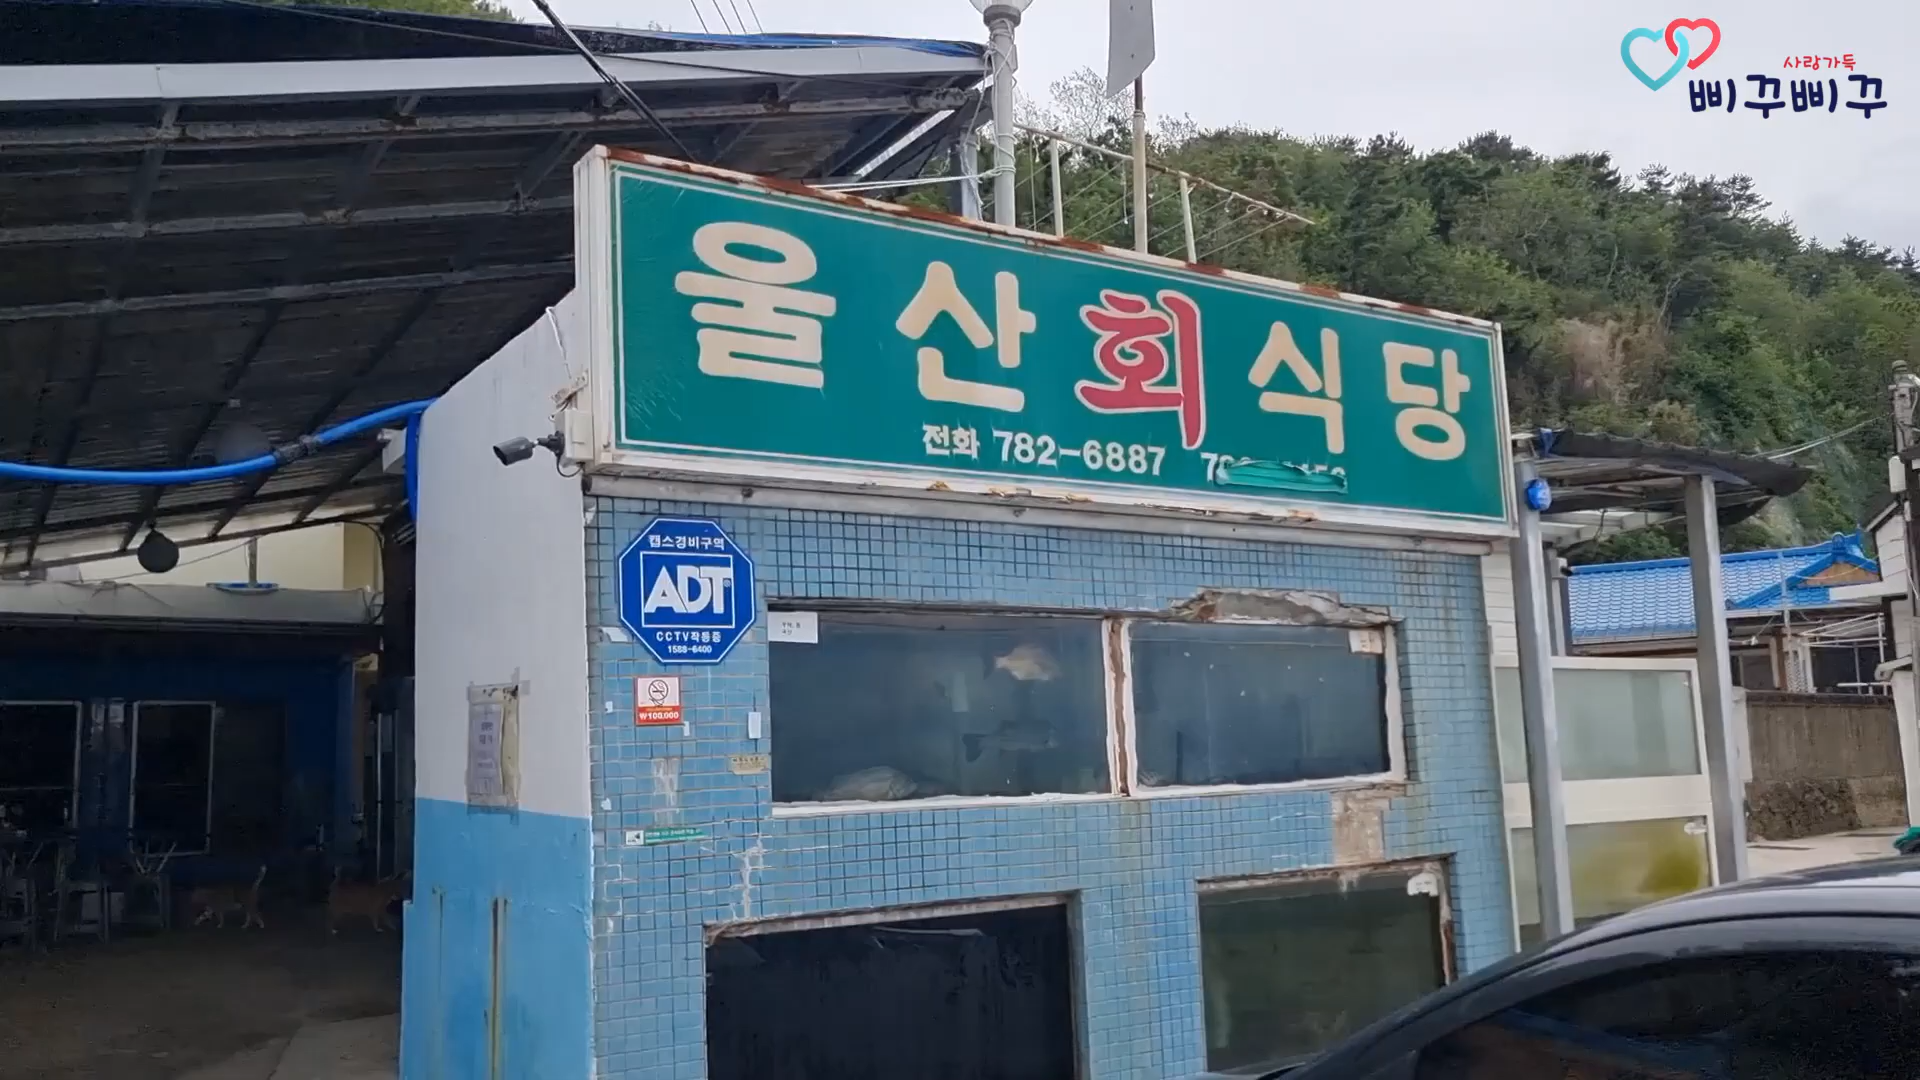 사랑가득
삐꾸삐꾸
울산회식당
전화 782-6887
캡스경비구역
ADT
CCTV작동중
1588-6400
₩100,000